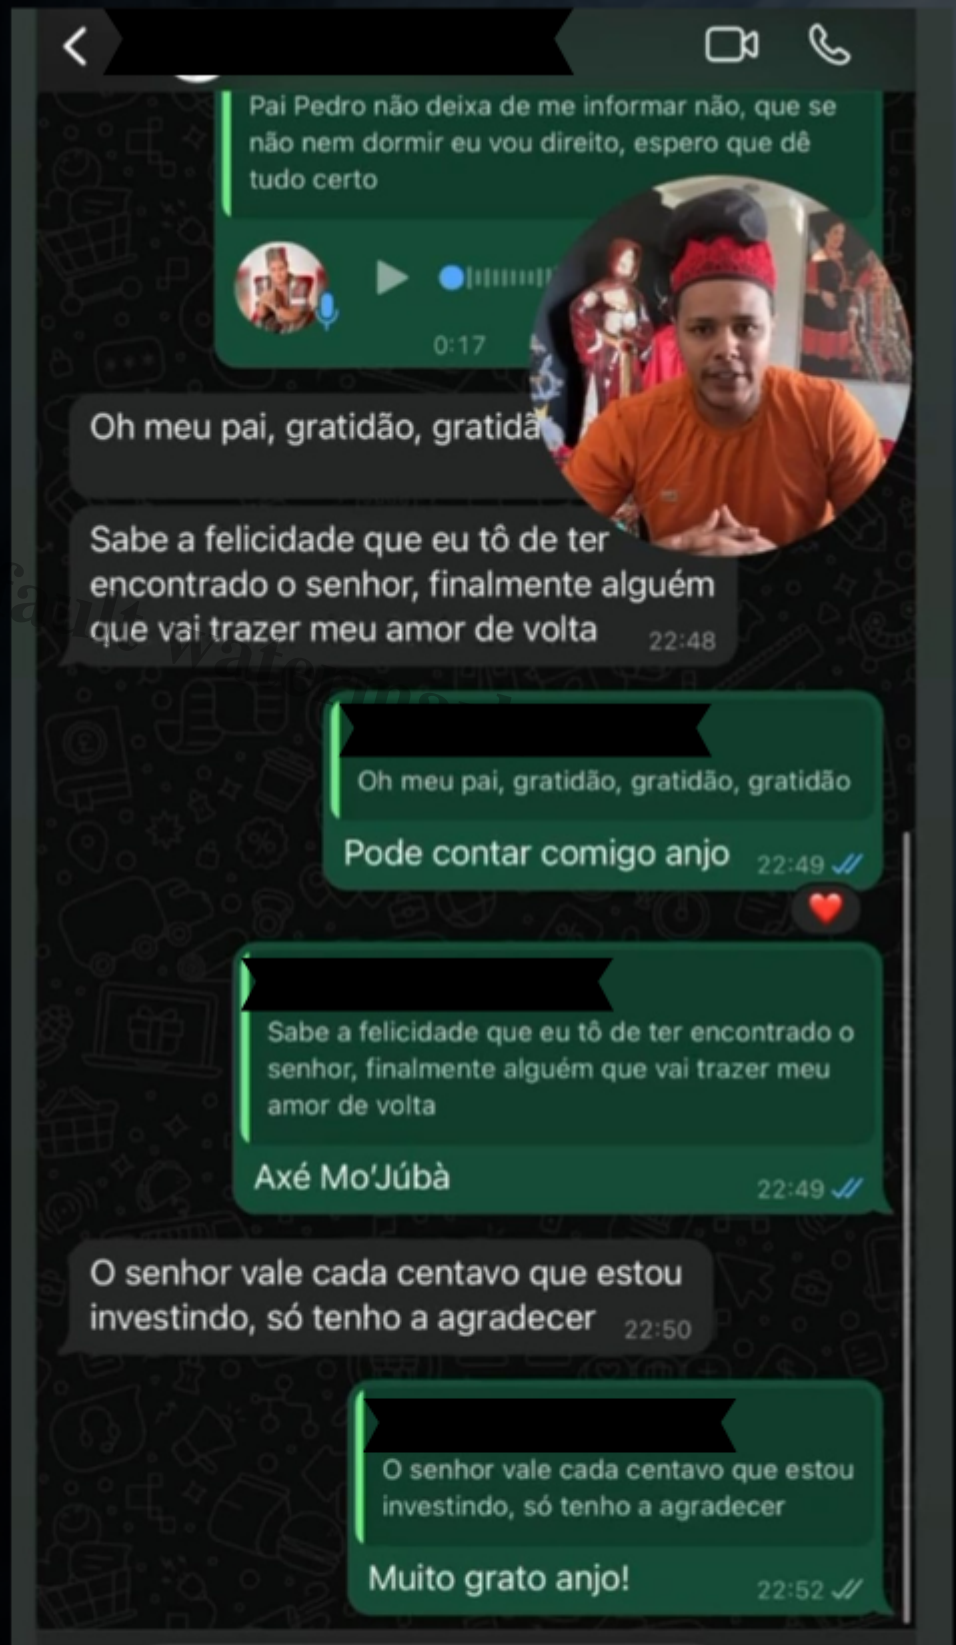 Pai Pedro não deixa de me informar não, que se
não nem dormir eu vou direito, espero que dê
tudo certo
0:17
Oh meu pai, gratidão, gratidã
Sabe a felicidade que eu tô de ter
encontrado o senhor, finalmente alguém
que vai trazer meu amor de volta 22:48
Oh meu pai, gratidão, gratidão, gratidão
Pode contar comigo anjo 22:49
Sabe a felicidade que eu tô de ter encontrado o
senhor, finalmente alguém que vai trazer meu
amor de volta
Axé Mo'Júbà 22:49
O senhor vale cada centavo que estou
investindo, só tenho a agradecer 22:50
O senhor vale cada centavo que estou
investindo, só tenho a agradecer
Muito grato anjo! 22:52